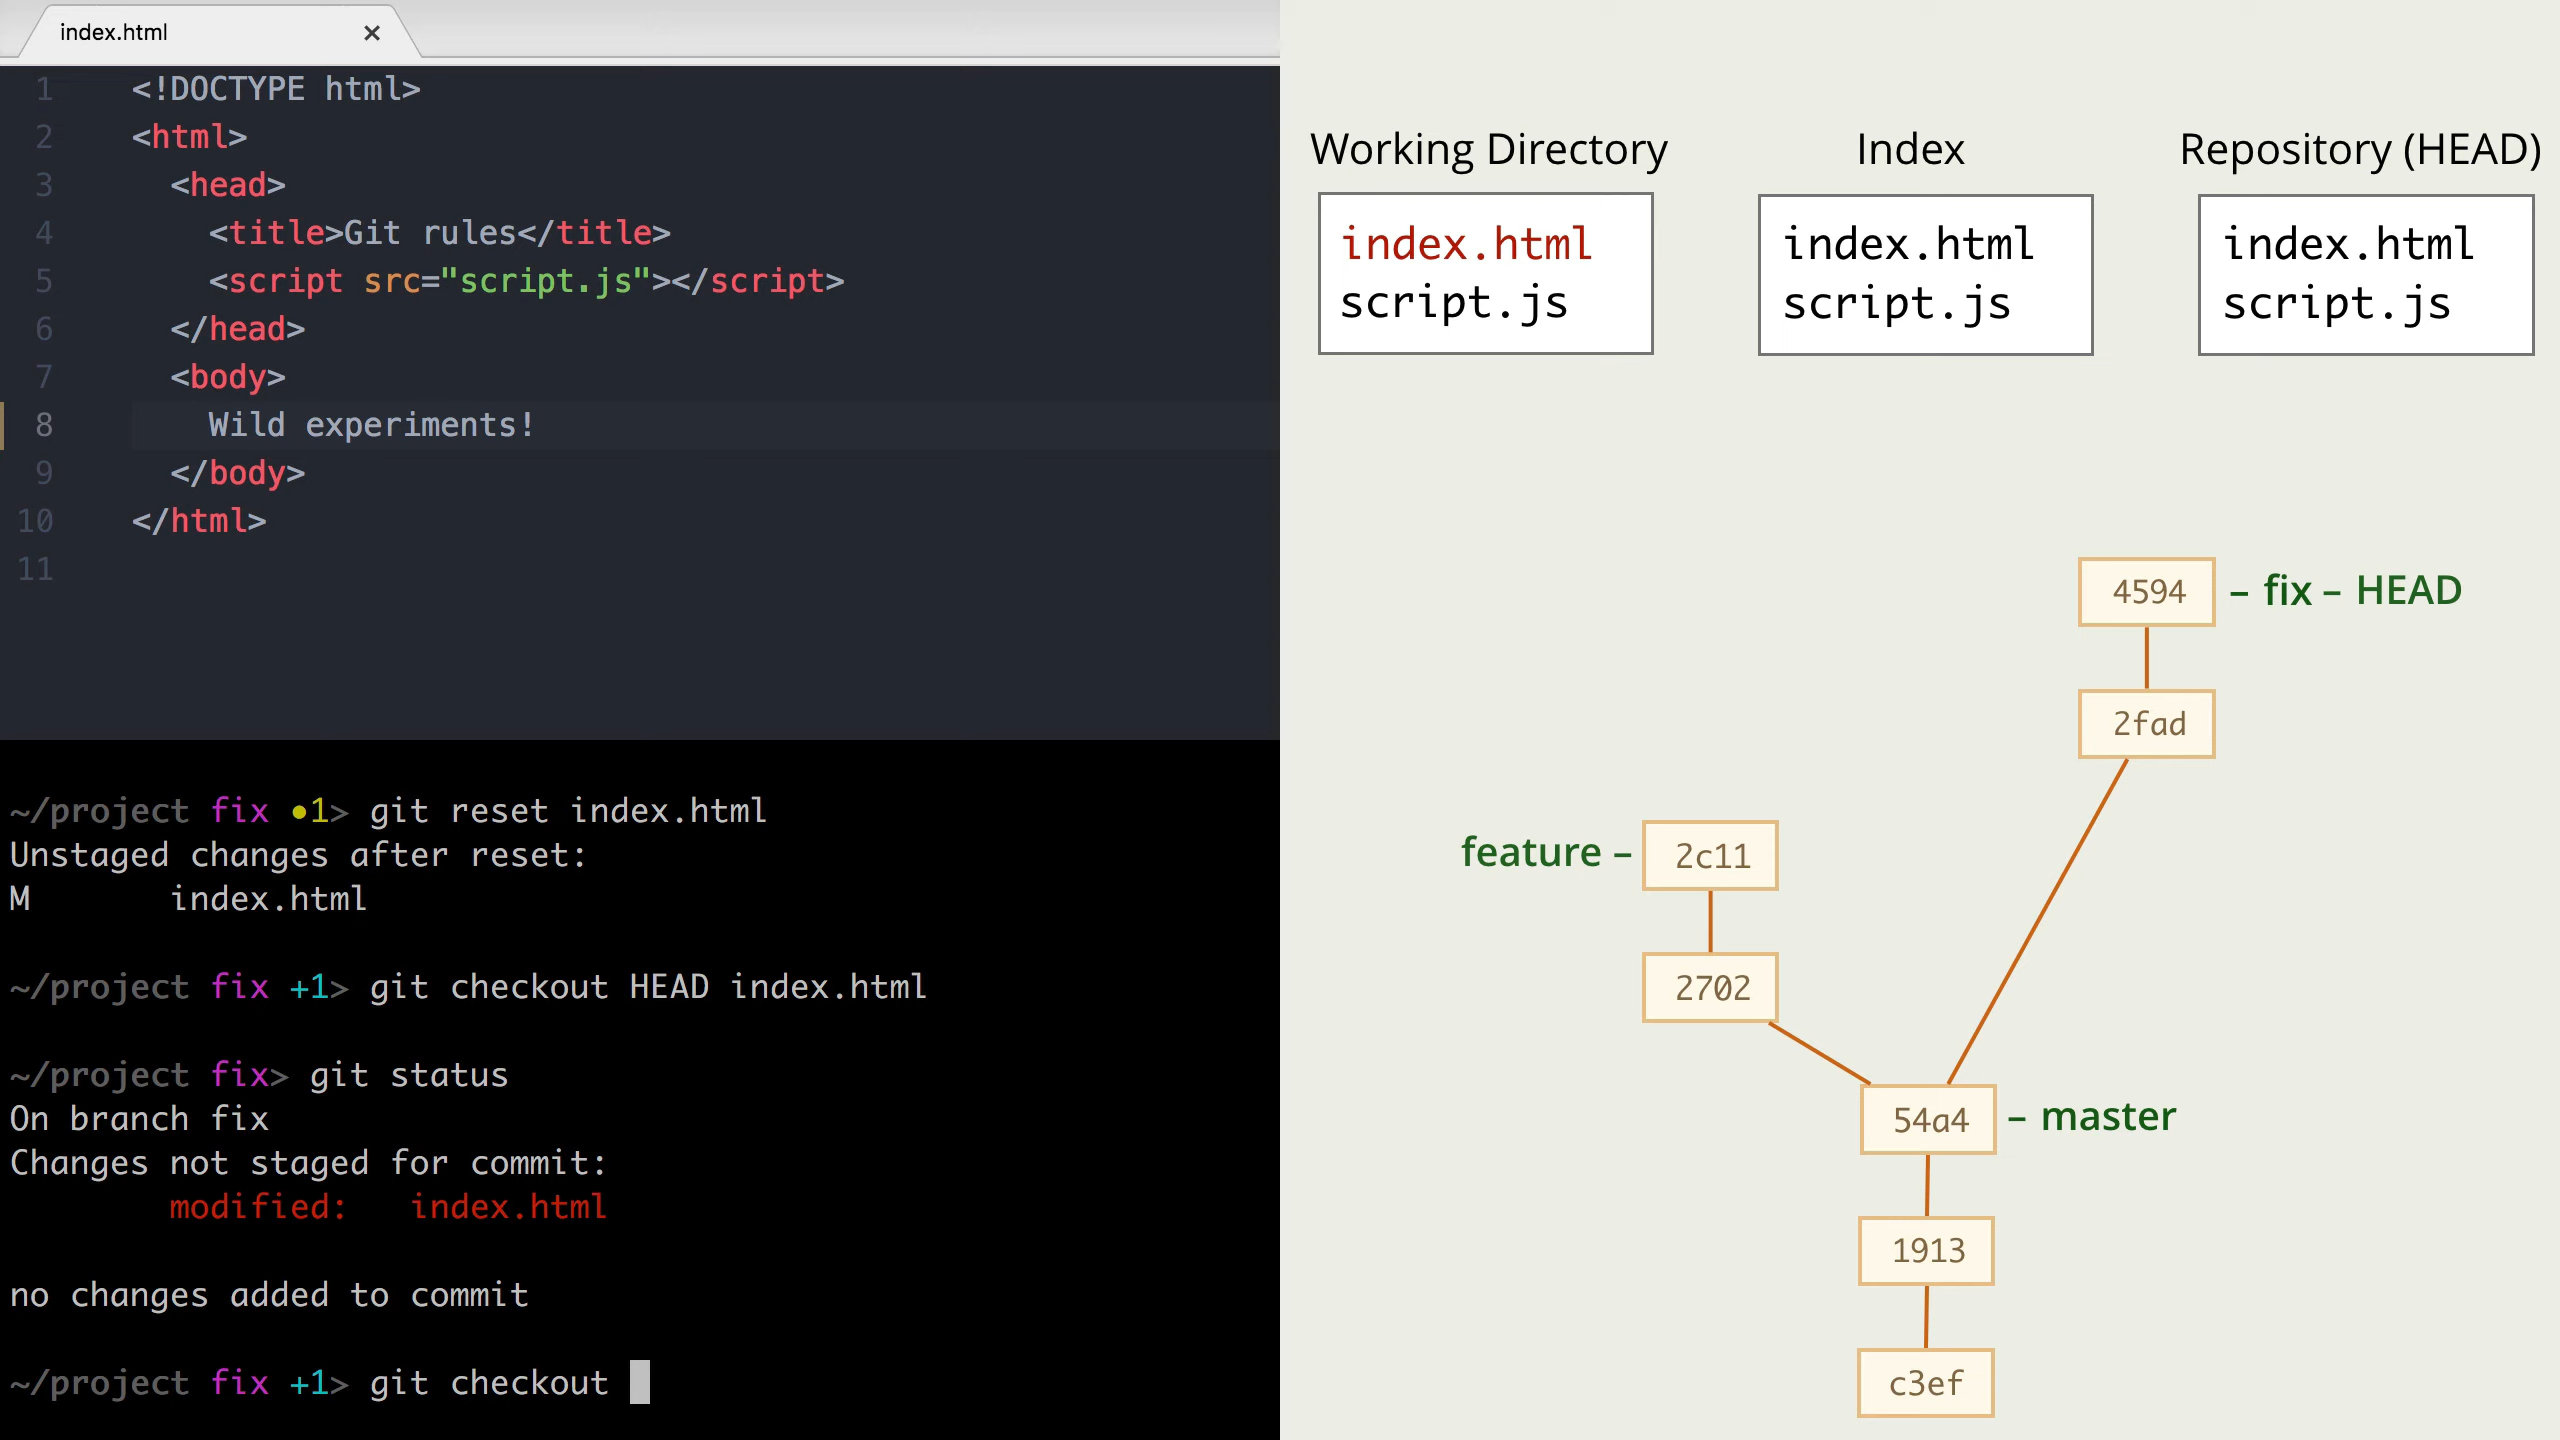 index.html ×
1 <!DOCTYPE html>
2 <html>
3 <head>
4 <title>Git rules</title>
5 <script src="script.js"></script>
6 </head>
7 <body>
8 Wild experiments!
9 </body>
10 </html>
11
~/project fix •1> git reset index.html
Unstaged changes after reset:
M index.html
~/project fix +1> git checkout HEAD index.html
~/project fix> git status
On branch fix
Changes not staged for commit:
modified: index.html
no changes added to commit
~/project fix +1> git checkout
Working Directory
index.html
script.js
Index
index.html
script.js
Repository (HEAD)
index.html
script.js
4594 – fix – HEAD
2fad
feature – 2c11
2702
54a4 – master
1913
c3ef